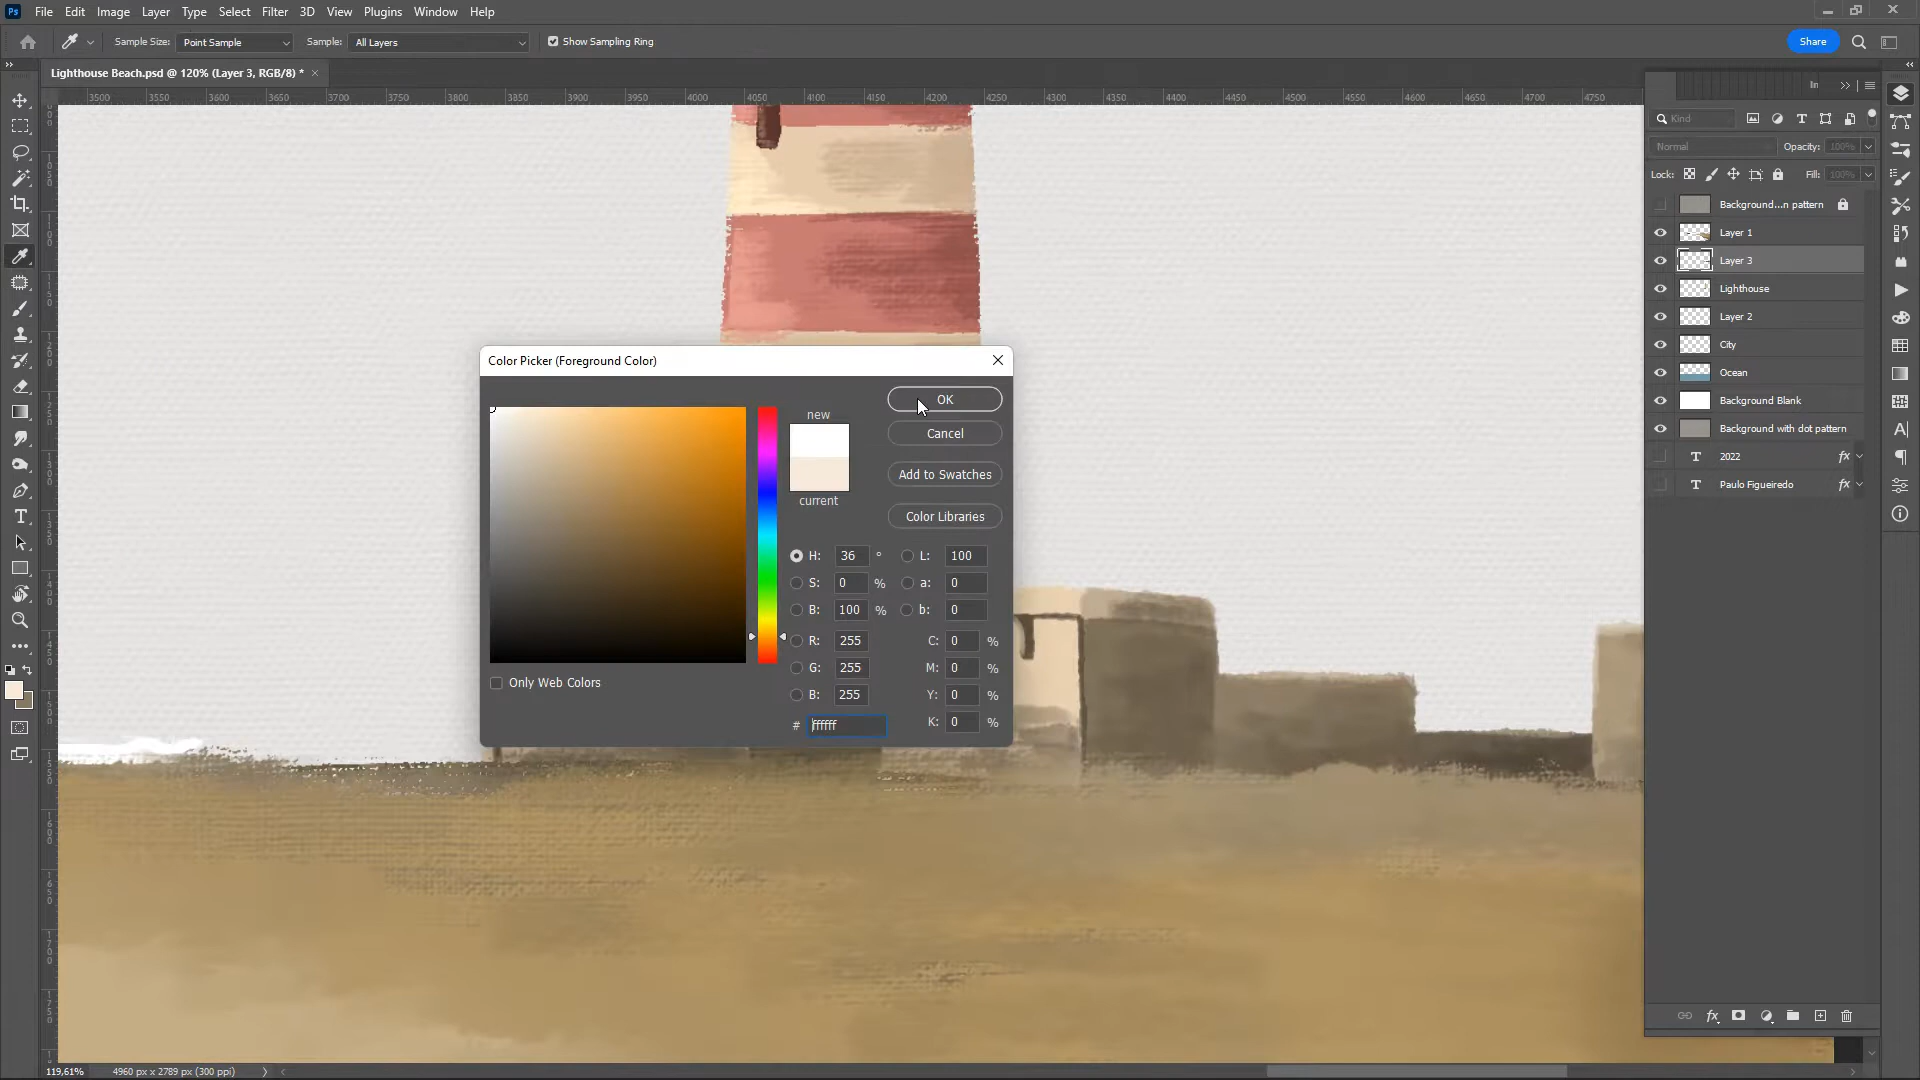 Ps File Edit Image Layer Type Select Filter 3D View Plugins Window Help
Sample Size: Point Sample Sample: All Layers Show Sampling Ring Share
Lighthouse Beach.psd @ 120% (Layer 3, RGB/8) * ×
3500 3550 3600 3650 3700 3750 3800 3850 3900 3950 4000 4050 4100 4150 4200 4250 4300 4350 4400 4450 4500 4550 4600 4650 4700 4750
Kind
Normal Opacity: 100%
Lock: Fill: 100%
Background...n pattern
Layer 1
Layer 3
Lighthouse
Layer 2
City
Ocean
Background Blank
Background with dot pattern
T 2022 fx
T Paulo Figueiredo fx
Color Picker (Foreground Color)
new
current
OK
Cancel
Add to Swatches
Color Libraries
H: 36 ° L: 100
S: 0 % a: 0
B: 100 % b: 0
R: 255 C: 0 %
G: 255 M: 0 %
B: 255 Y: 0 %
# ffffff K: 0 %
Only Web Colors
119,61% 4960 px x 2789 px (300 ppi)